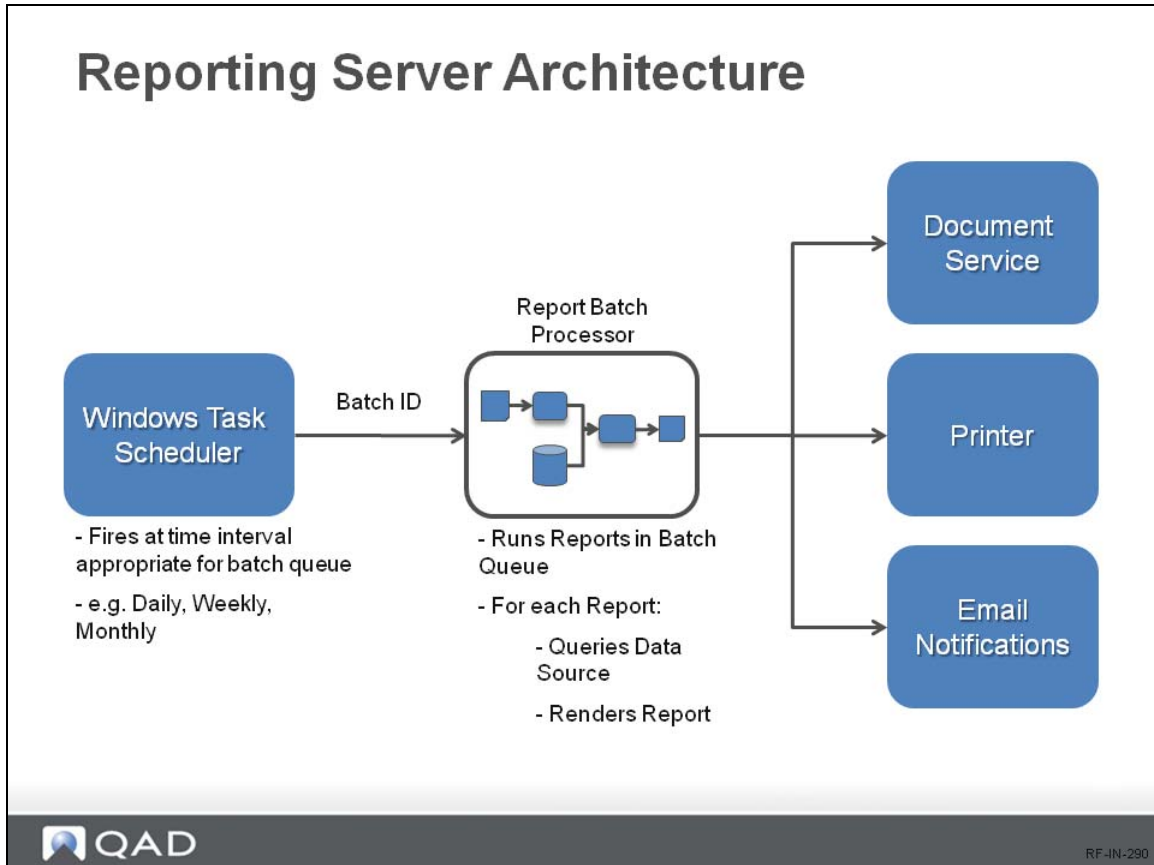 Reporting Server Architecture
Document
Service
Report Batch
Processor
Windows Task
Scheduler
Batch ID
Printer
- Fires at time interval
appropriate for batch queue
- e.g. Daily, Weekly,
Monthly
- Runs Reports in Batch
Queue
- For each Report:
- Queries Data
Source
- Renders Report
Email
Notifications
QAD
RF-IN-290